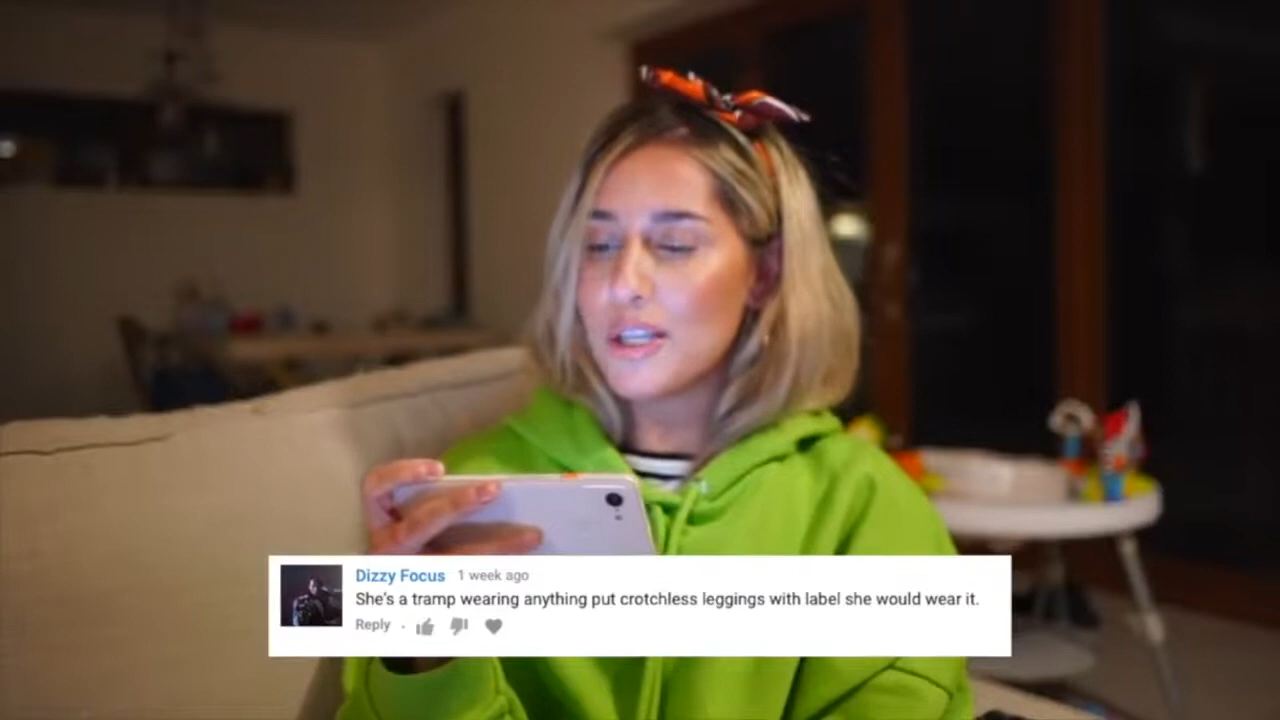 Dizzy Focus 1 week ago
She's a tramp wearing anything put crotchless leggings with label she would wear it.
Reply